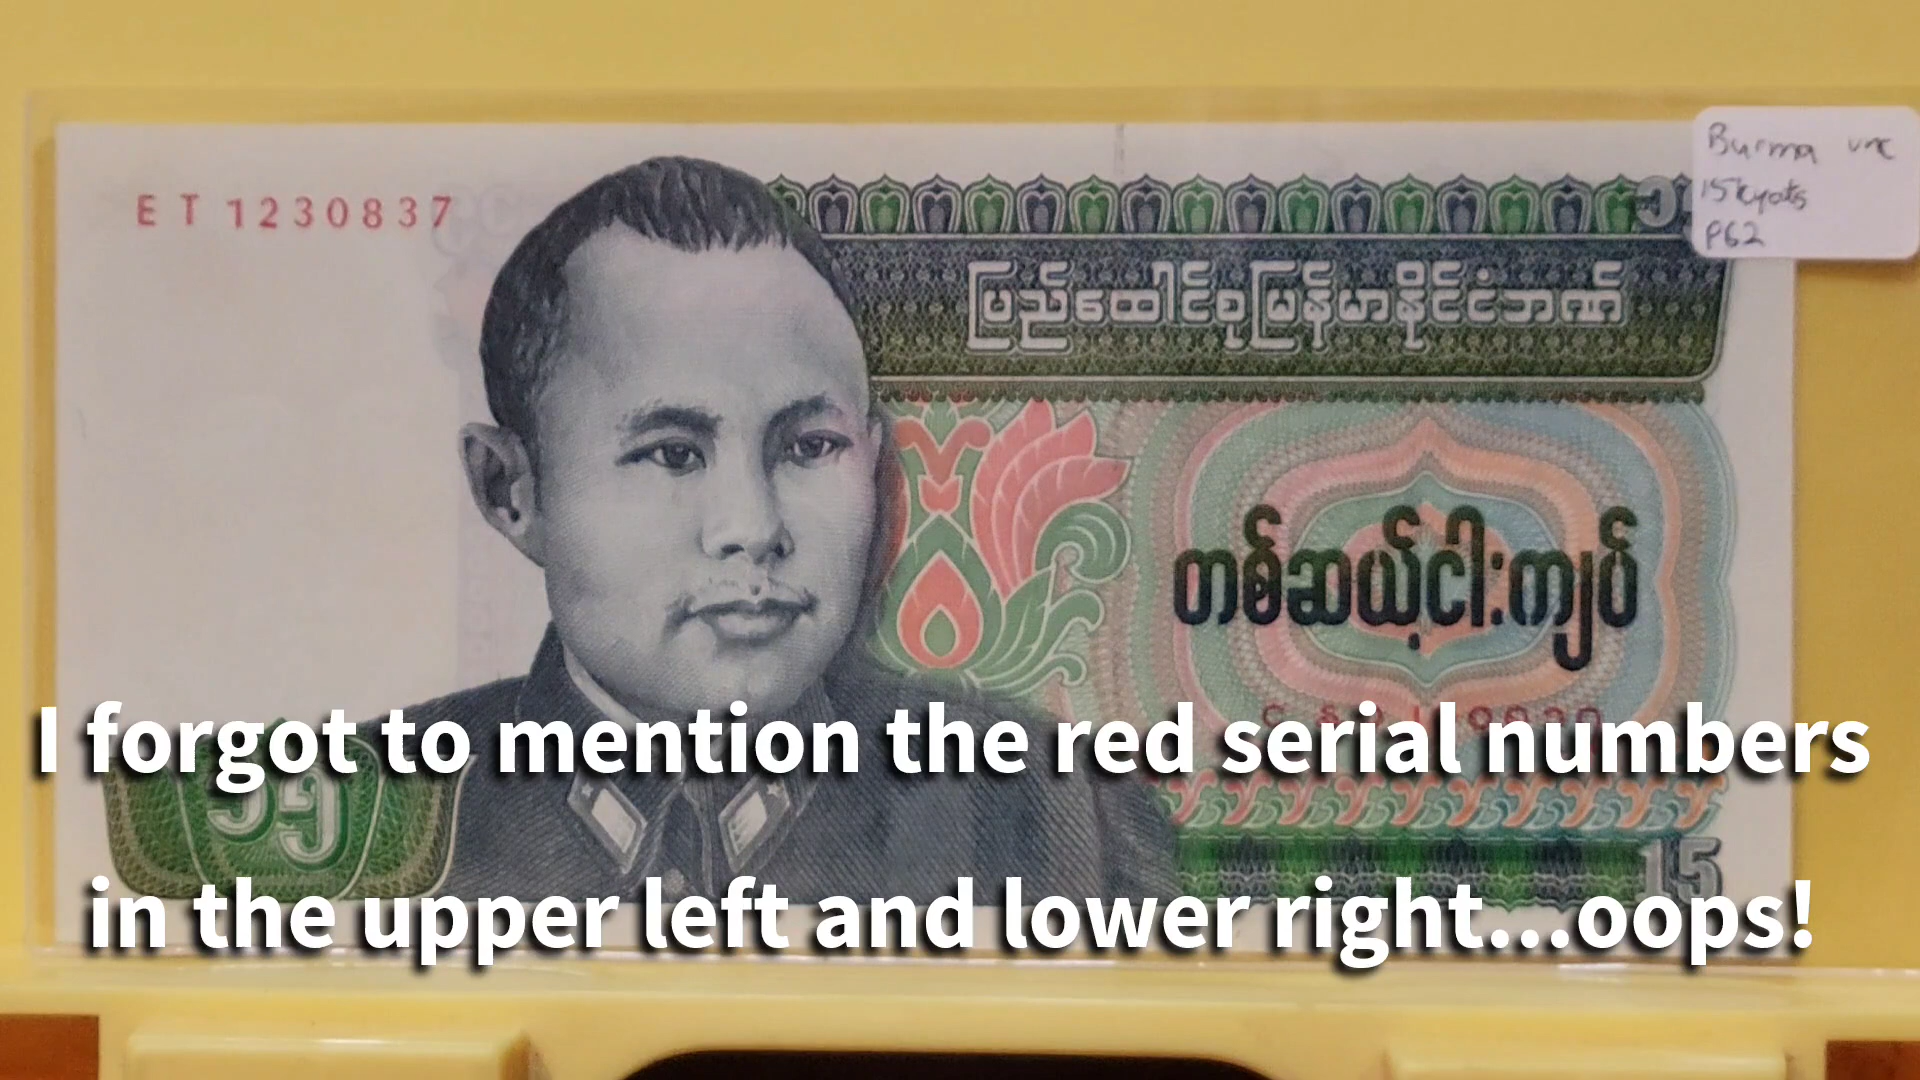 Burma unc
15 kyats
P62
ET 1230837
ပြည်ထောင်စုမြန်မာနိုင်ငံဘဏ်
တစ်ဆယ့်ငါးကျပ်
I forgot to mention the red serial numbers
၁၅
15
in the upper left and lower right...oops!